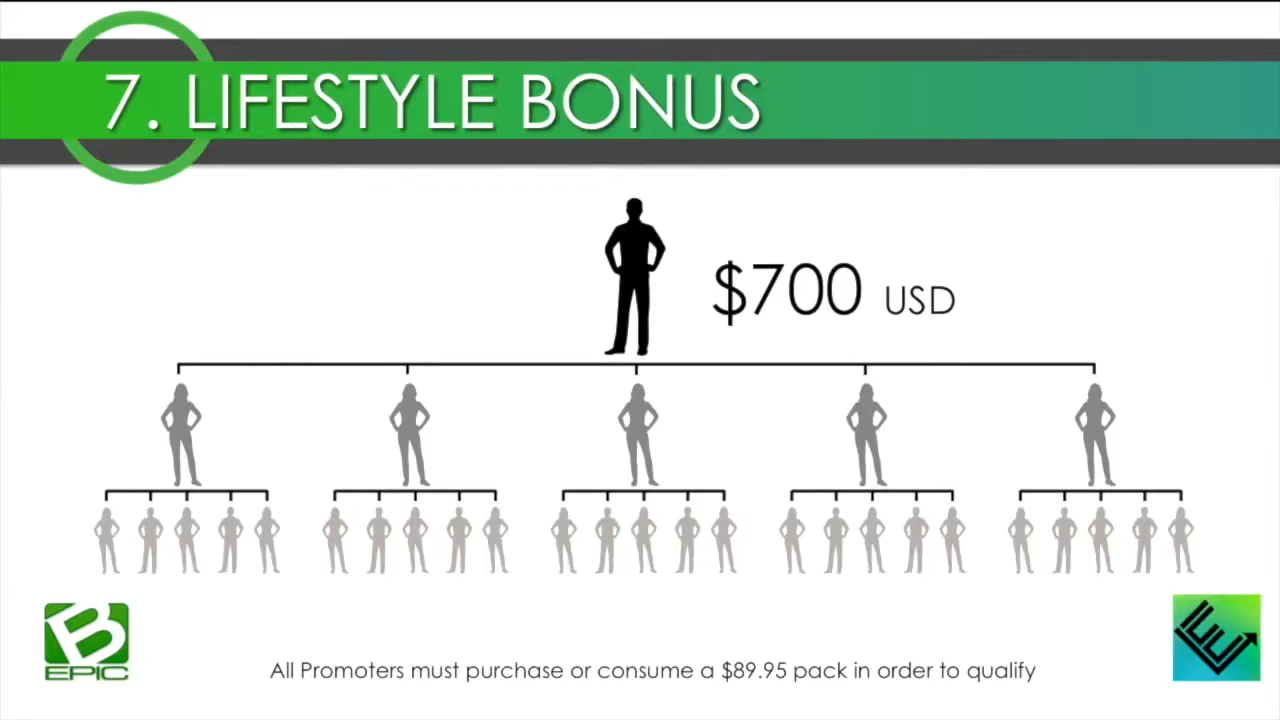 7. LIFESTYLE BONUS
$700 USD
B
EPIC
All Promoters must purchase or consume a $89.95 pack in order to qualify